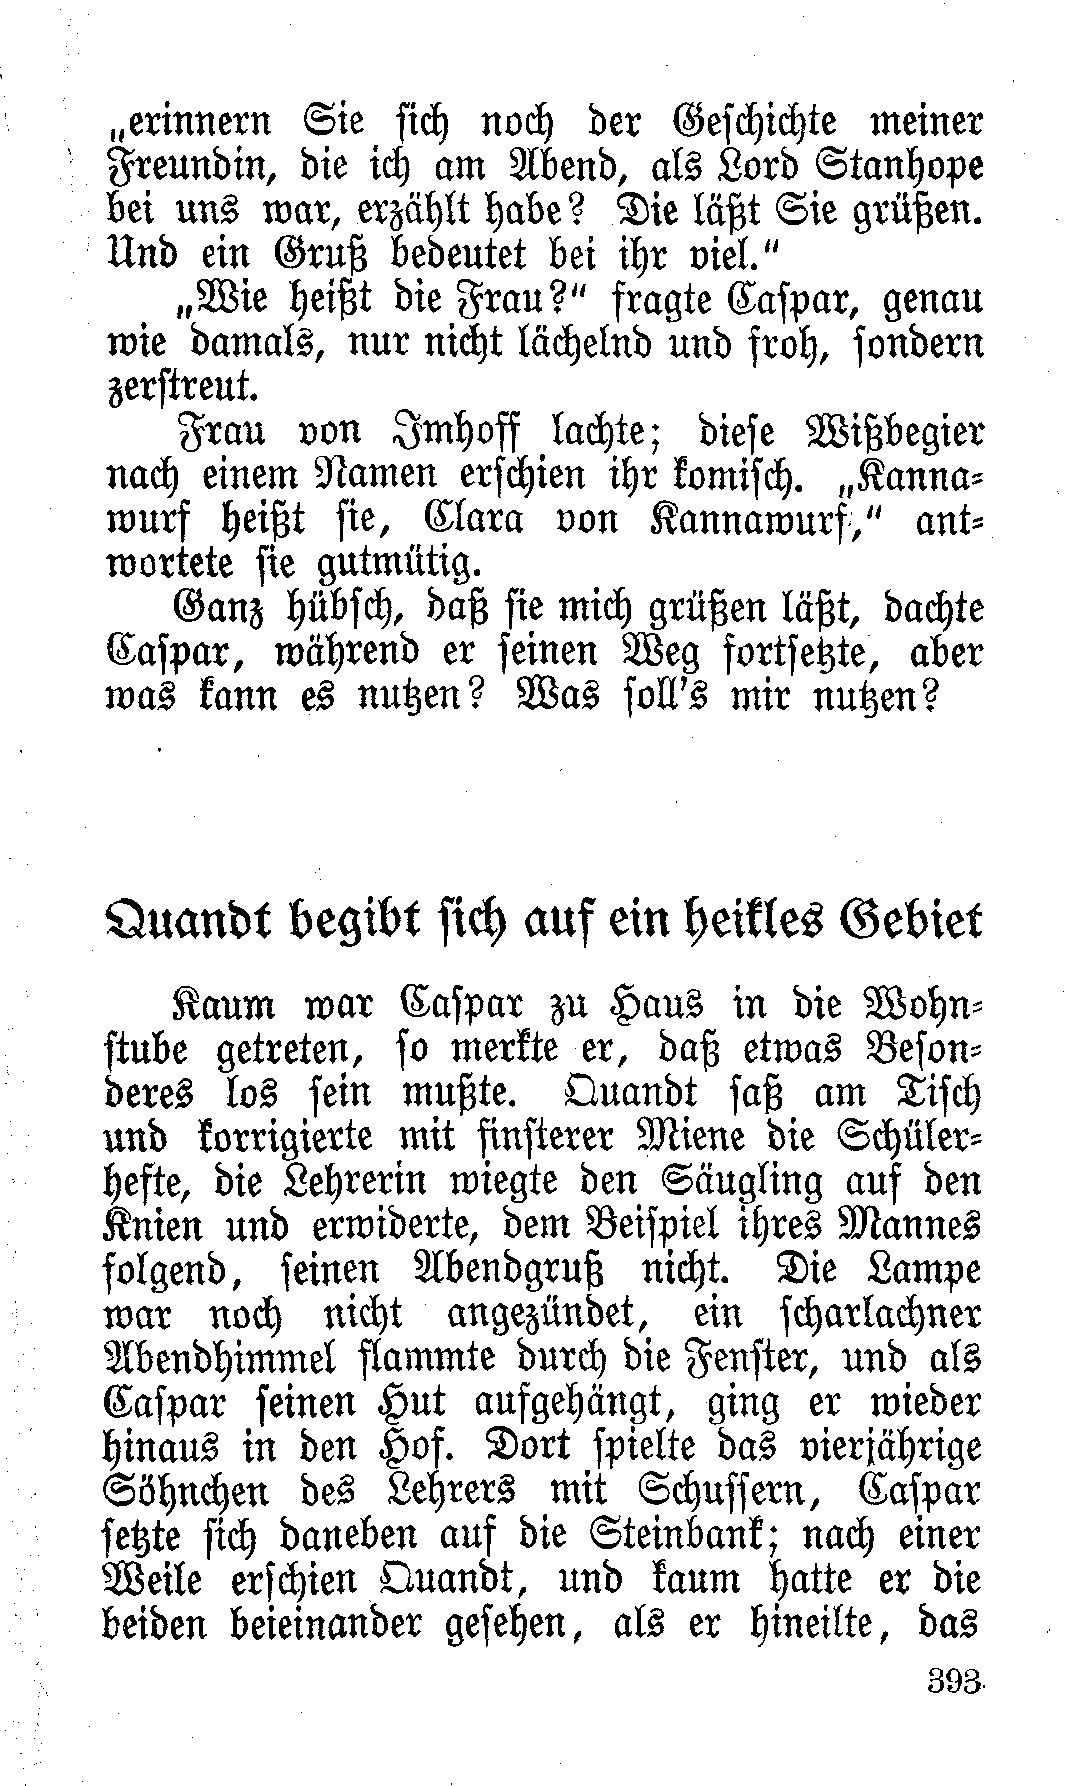 „erinnern Sie sich noch der Geschichte meiner
Freundin, die ich am Abend, als Lord Stanhope
bei uns war, erzählt habe? Die läßt Sie grüßen.
Und ein Gruß bedeutet bei ihr viel.“
„Wie heißt die Frau?“ fragte Caspar, genau
wie damals, nur nicht lächelnd und froh, sondern
zerstreut.
Frau von Imhoff lachte; diese Wißbegier
nach einem Namen erschien ihr komisch. „Kanna-
wurf heißt sie, Clara von Kannawurf,“ ant-
wortete sie gutmütig.
Ganz hübsch, daß sie mich grüßen läßt, dachte
Caspar, während er seinen Weg fortsetzte, aber
was kann es nutzen? Was soll's mir nutzen?
Quandt begibt sich auf ein heikles Gebiet
Kaum war Caspar zu Haus in die Wohn-
stube getreten, so merkte er, daß etwas Beson-
deres los sein mußte. Quandt saß am Tisch
und korrigierte mit finsterer Miene die Schüler-
hefte, die Lehrerin wiegte den Säugling auf den
Knien und erwiderte, dem Beispiel ihres Mannes
folgend, seinen Abendgruß nicht. Die Lampe
war noch nicht angezündet, ein scharlachner
Abendhimmel flammte durch die Fenster, und als
Caspar seinen Hut aufgehängt, ging er wieder
hinaus in den Hof. Dort spielte das vierjährige
Söhnchen des Lehrers mit Schussern, Caspar
setzte sich daneben auf die Steinbank; nach einer
Weile erschien Quandt, und kaum hatte er die
beiden beieinander gesehen, als er hineilte, das
393